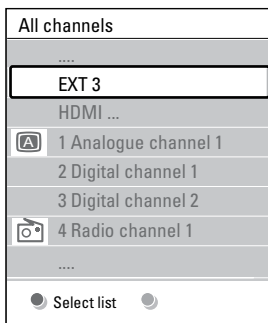 All channels
....
EXT 3
HDMI ...
A 1 Analogue channel 1
2 Digital channel 1
3 Digital channel 2
4 Radio channel 1
....
Select list